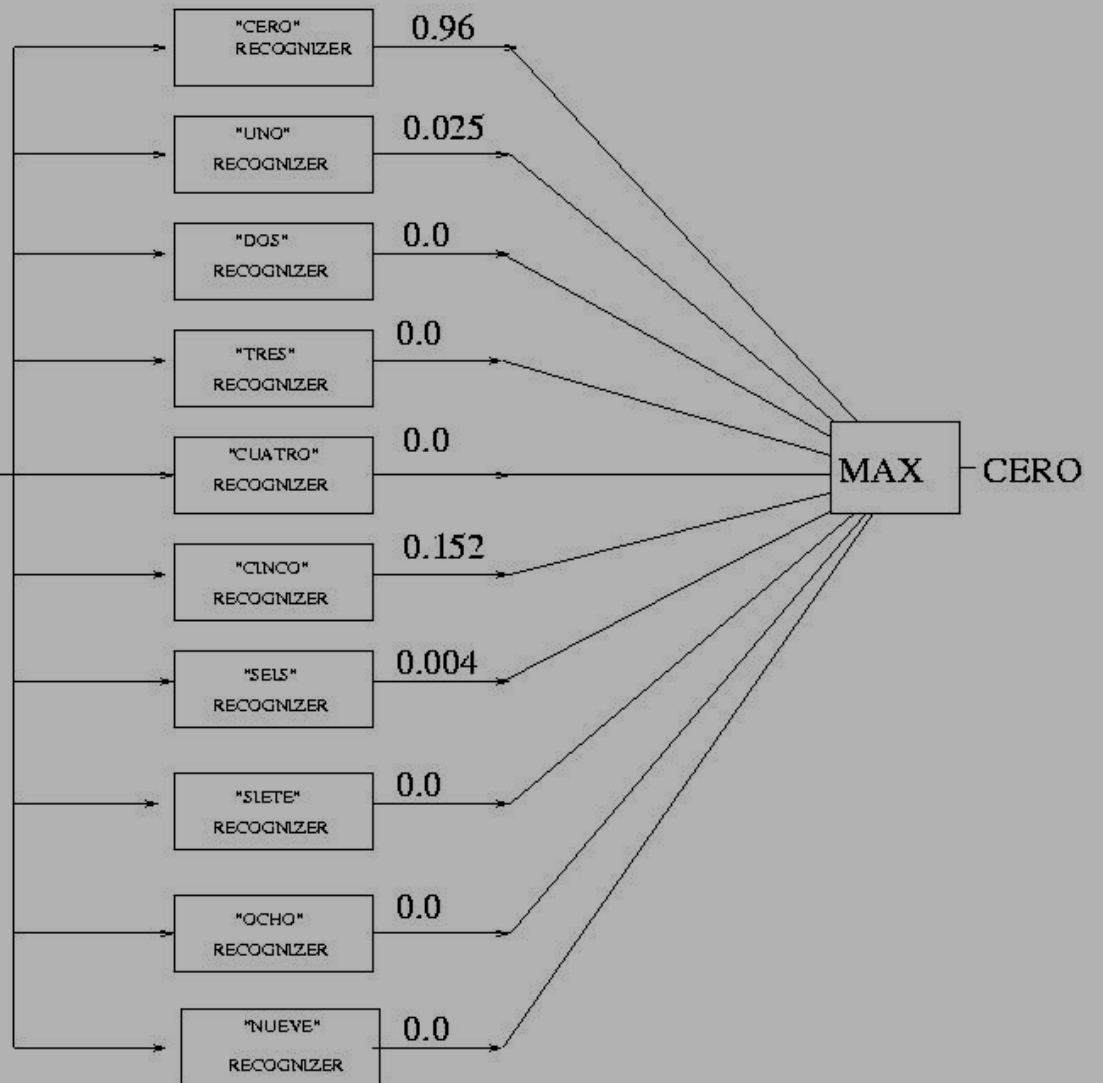 "CERO"
RECOGNIZER
0.96
"UNO"
RECOGNIZER
0.025
"DOS"
RECOGNIZER
0.0
"TRES"
RECOGNIZER
0.0
"CUATRO"
RECOGNIZER
0.0
MAX
CERO
"CINCO"
RECOGNIZER
0.152
"SEIS"
RECOGNIZER
0.004
"SIETE"
RECOGNIZER
0.0
"OCHO"
RECOGNIZER
0.0
"NUEVE"
RECOGNIZER
0.0